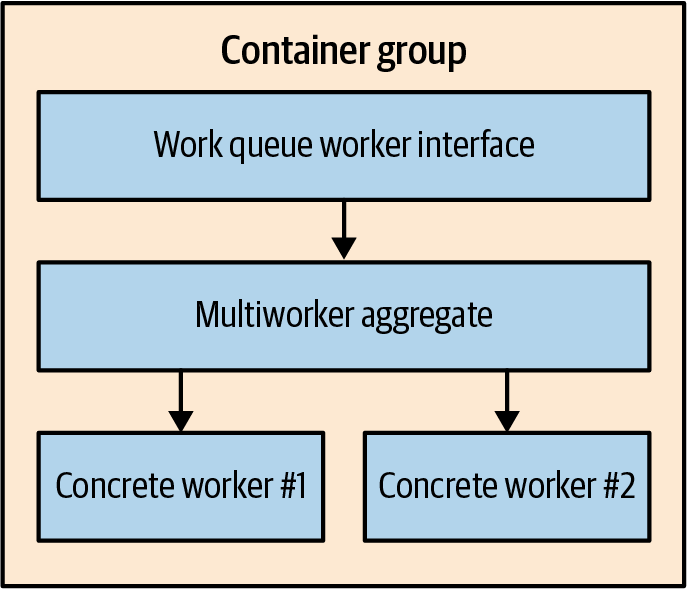 Container group
Work queue worker interface
Multiworker aggregate
Concrete worker #1
Concrete worker #2